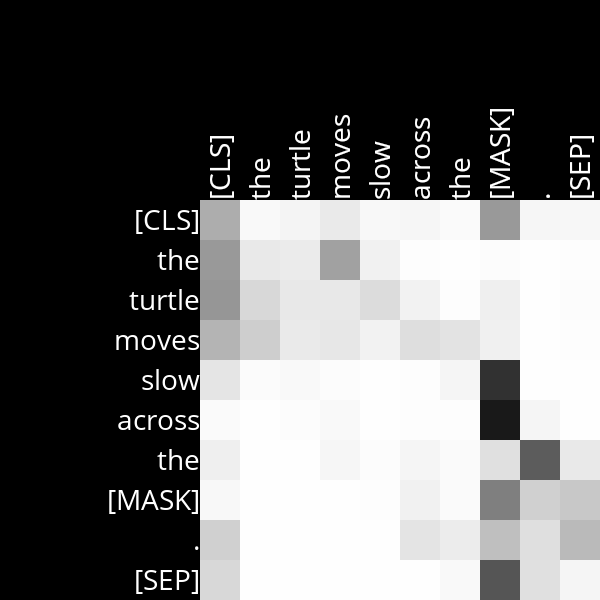 [CLS] the turtle moves slow across the [MASK] . [SEP]
[CLS]
the
turtle
moves
slow
across
the
[MASK]
.
[SEP]